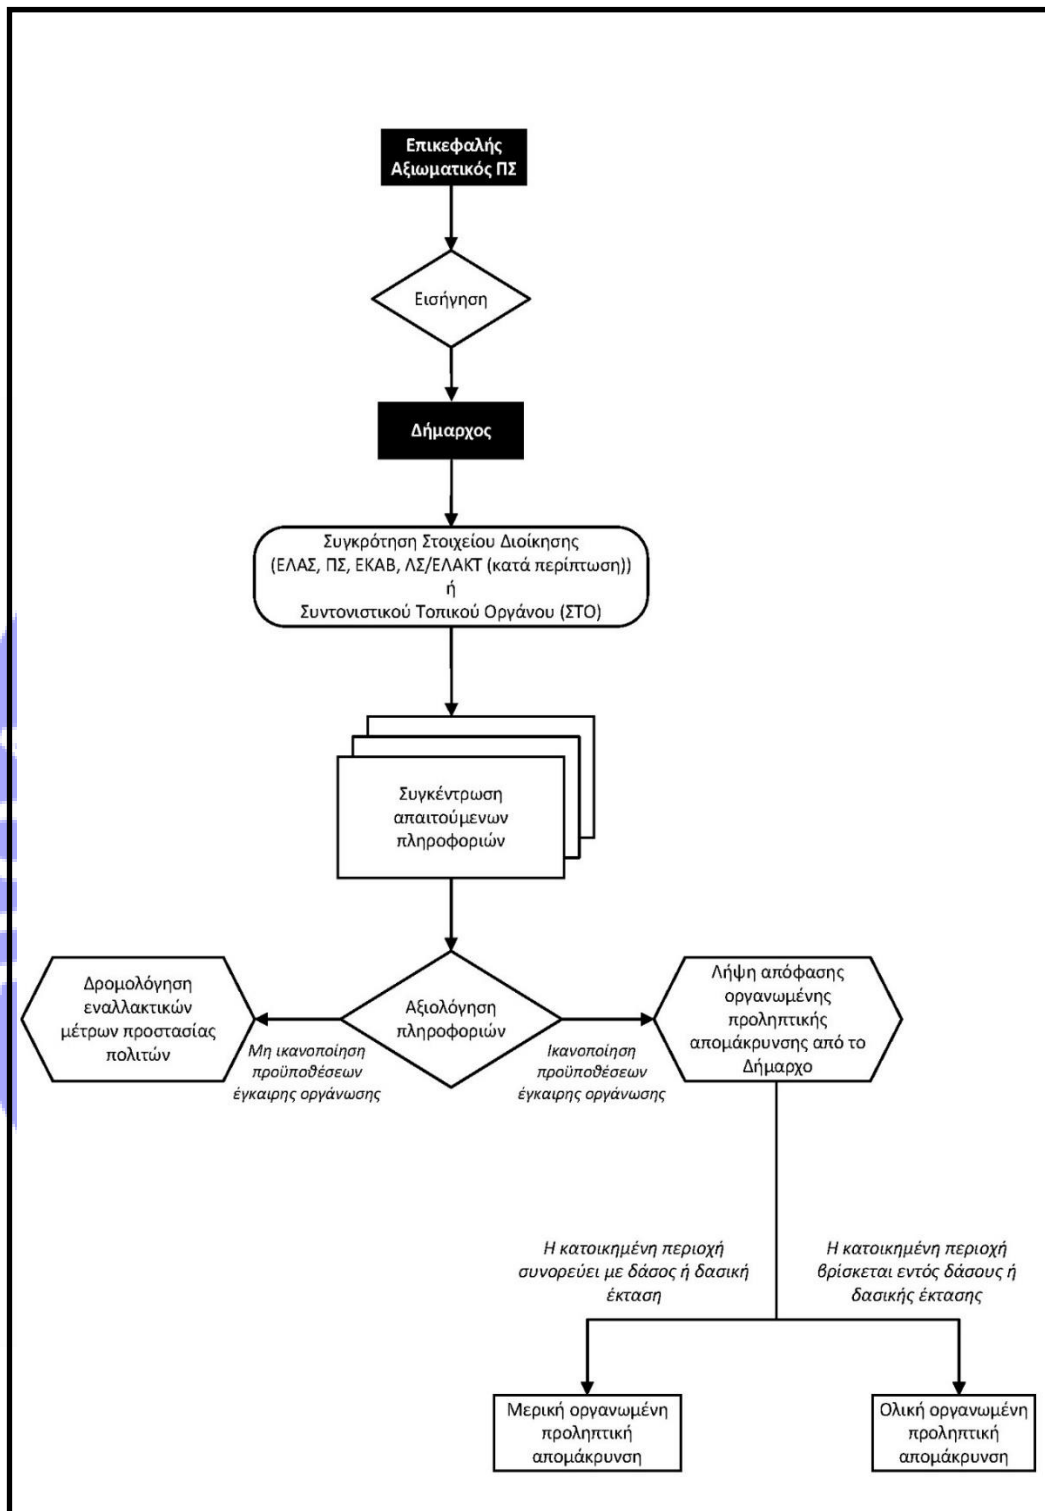 Επικεφαλής
Αξιωματικός ΠΣ
Εισήγηση
Δήμαρχος
Συγκρότηση Στοιχείου Διοίκησης
(ΕΛΑΣ, ΠΣ, ΕΚΑΒ, ΛΣ/ΕΛΑΚΤ (κατά περίπτωση))
ή
Συντονιστικού Τοπικού Οργάνου (ΣΤΟ)
Συγκέντρωση
απαιτούμενων
πληροφοριών
Δρομολόγηση
εναλλακτικών
μέτρων προστασίας
πολιτών
Μη ικανοποίηση
προϋποθέσεων
έγκαιρης οργάνωσης
Αξιολόγηση
πληροφοριών
Ικανοποίηση
προϋποθέσεων
έγκαιρης οργάνωσης
Λήψη απόφασης
οργανωμένης
προληπτικής
απομάκρυνσης από το
Δήμαρχο
Η κατοικημένη περιοχή
συνορεύει με δάσος ή δασική
έκταση
Η κατοικημένη περιοχή
βρίσκεται εντός δάσους ή
δασικής έκτασης
Μερική οργανωμένη
προληπτική
απομάκρυνση
Ολική οργανωμένη
προληπτική
απομάκρυνση